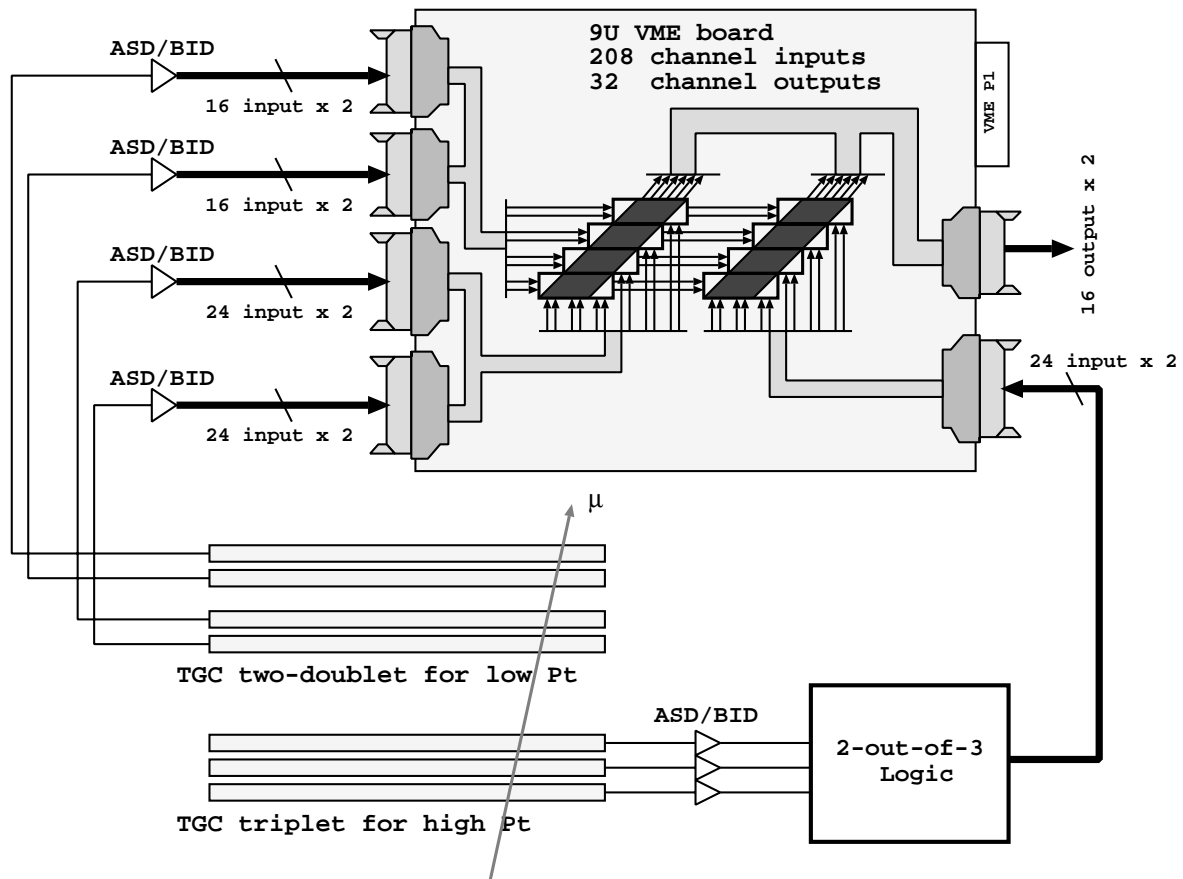 9U VME board
208 channel inputs
32 channel outputs
VME P1
ASD/BID
16 input x 2
ASD/BID
16 input x 2
ASD/BID
24 input x 2
ASD/BID
24 input x 2
16 output x 2
24 input x 2
μ
TGC two-doublet for low Pt
ASD/BID
2-out-of-3
Logic
TGC triplet for high Pt